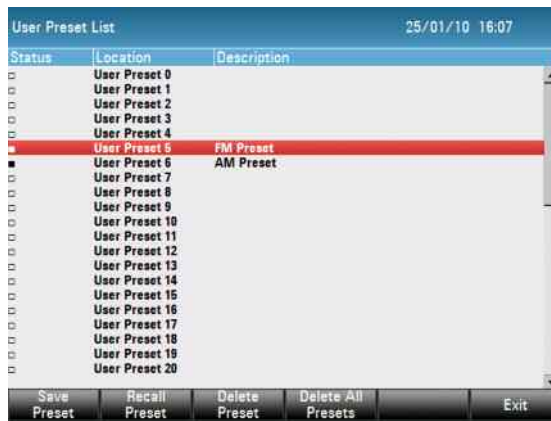 User Preset List 25/01/10 16:07
Status Location Description
User Preset 0
User Preset 1
User Preset 2
User Preset 3
User Preset 4
User Preset 5 FM Preset
User Preset 6 AM Preset
User Preset 7
User Preset 8
User Preset 9
User Preset 10
User Preset 11
User Preset 12
User Preset 13
User Preset 14
User Preset 15
User Preset 16
User Preset 17
User Preset 18
User Preset 19
User Preset 20
Save Preset
Recall Preset
Delete Preset
Delete All Presets
Exit